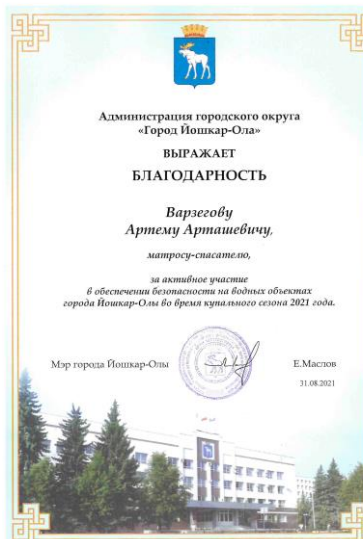 Администрация городского округа
«Город Йошкар-Ола»
ВЫРАЖАЕТ
БЛАГОДАРНОСТЬ
Варзегову
Артему Арташевичу,
матросу-спасателю,
за активное участие
в обеспечении безопасности на водных объектах
города Йошкар-Олы во время купального сезона 2021 года.
Мэр города Йошкар-Олы
Е.Маслов
31.08.2021